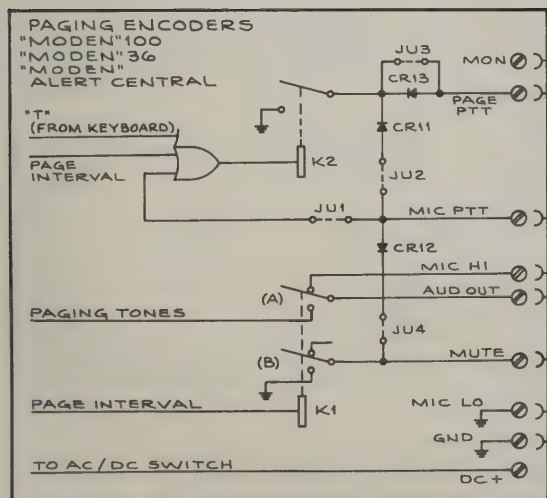 PAGING ENCODERS
"MODEN" 100
"MODEN" 36
"MODEN"
ALERT CENTRAL
JU3
MON
CR13
PAGE
PTT
"T"
(FROM KEYBOARD)
CR11
PAGE
INTERVAL
K2
JU2
JU1
MIC PTT
CR12
MIC HI
(A)
AUD OUT
PAGING TONES
JU4
(B)
MUTE
PAGE INTERVAL
K1
MIC LO
GND
TO AC/DC SWITCH
DC+